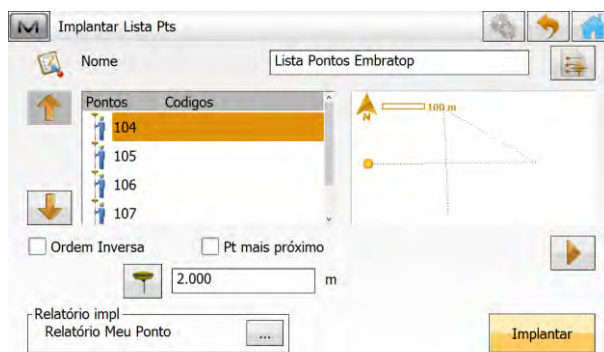 Implantar Lista Pts
Nome
Lista Pontos Embratop
Pontos Codigos
104
105
106
107
100 m
N
Ordem Inversa
Pt mais próximo
2.000 m
Relatório impl
Relatório Meu Ponto ...
Implantar